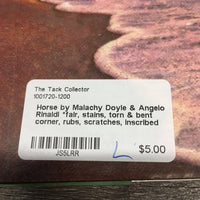 The Tack Collector
1001720-1200
Horse by Malachy Doyle & Angelo
Rinaldi *fair, stains, torn & bent
corner, rubs, scratches, inscribed
JS5LRR
L
$5.00